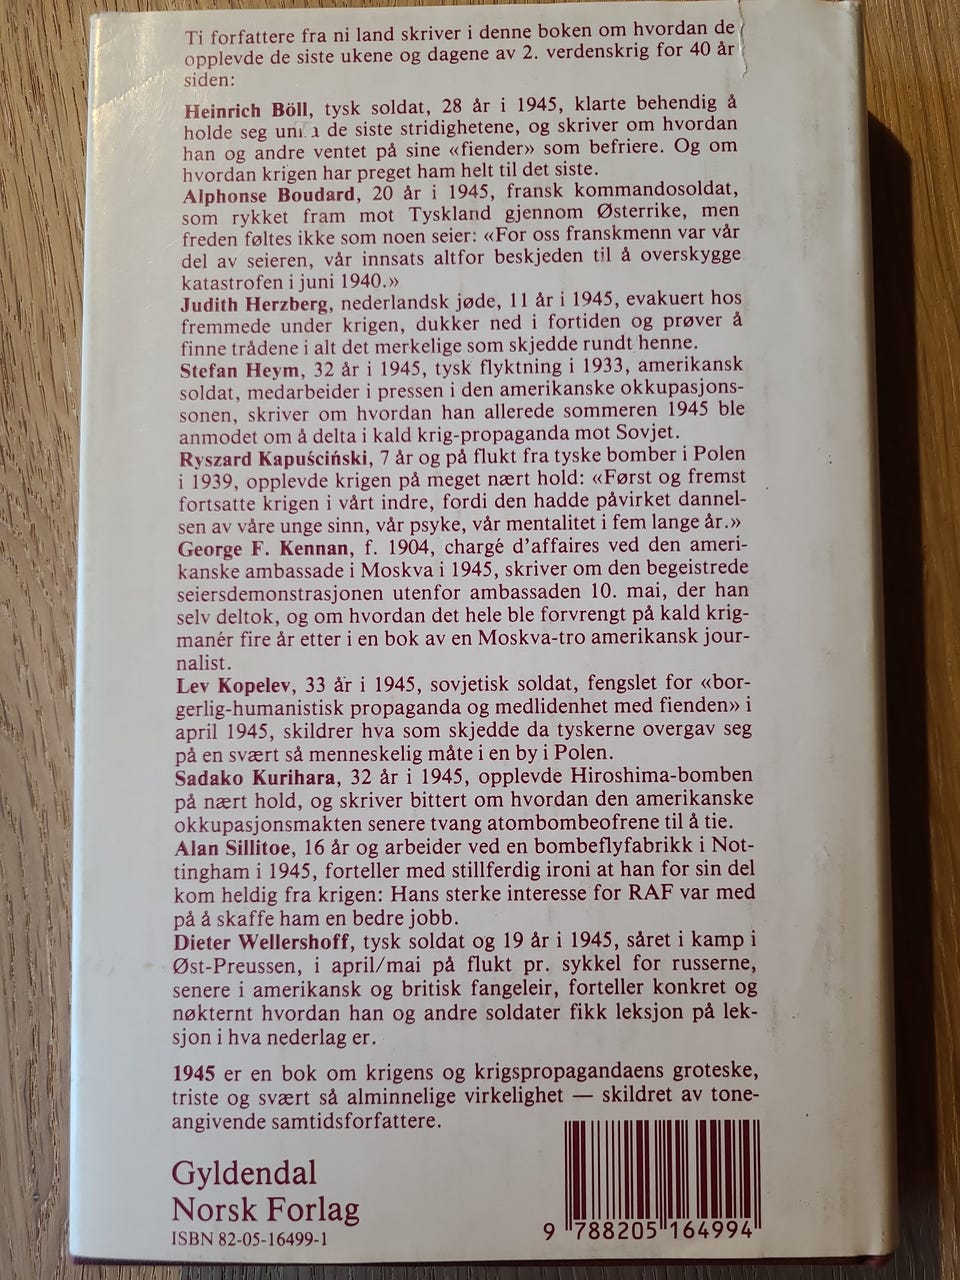 Ti forfattere fra ni land skriver i denne boken om hvordan de
opplevde de siste ukene og dagene av 2. verdenskrig for 40 år
siden:
Heinrich Böll, tysk soldat, 28 år i 1945, klarte behendig å
holde seg de siste stridighetene, og skriver om hvordan
han og andre ventet på sine «fiender» som befriere. Og om
hvordan krigen har preget ham helt til det siste.
Alphonse Boudard, 20 år i 1945, fransk kommandosoldat,
som rykket fram mot Tyskland gjennom Østerrike, men
freden føltes ikke som noen seier: «For oss franskmenn var vår
del av seieren, vår innsats altfor beskjeden til å overskygge
katastrofen i juni 1940.»
Judith Herzberg, nederlandsk jøde, 11 år i 1945, evakuert hos
fremmede under krigen, dukker ned i fortiden og prøver å
finne trådene i alt det merkelige som skjedde rundt henne.
Stefan Heym, 32 år i 1945, tysk flyktning i 1933, amerikansk
soldat, medarbeider i pressen i den amerikanske okkupasjons-
sonen, skriver om hvordan han allerede sommeren 1945 ble
anmodet om å delta i kald krig-propaganda mot Sovjet.
Ryszard Kapuściński, 7 år og på flukt fra tyske bomber i Polen
i 1939, opplevde krigen på meget nært hold: «Først og fremst
fortsatte krigen i vårt indre, fordi den hadde påvirket dannel-
sen av våre unge sinn, vår psyke, vår mentalitet i fem lange år.»
George F. Kennan, f. 1904, chargé d'affaires ved den ameri-
kanske ambassade i Moskva i 1945, skriver om den begeistrede
seiersdemonstrasjonen utenfor ambassaden 10. mai, der han
selv deltok, og om hvordan det hele ble forvrengt på kald krig-
manér fire år etter i en bok av en Moskva-tro amerikansk jour-
nalist.
Lev Kopelev, 33 år i 1945, sovjetisk soldat, fengslet for «bor-
gerlig-humanistisk propaganda og medlidenhet med fienden» i
april 1945, skildrer hva som skjedde da tyskerne overgav seg
på en svært så menneskelig måte i en by i Polen.
Sadako Kurihara, 32 år i 1945, opplevde Hiroshima-bomben
på nært hold, og skriver bittert om hvordan den amerikanske
okkupasjonsmakten senere tvang atombombeofrene til å tie.
Alan Sillitoe, 16 år og arbeider ved en bombeflyfabrikk i Not-
tingham i 1945, forteller med stillferdig ironi at han for sin del
kom heldig fra krigen: Hans sterke interesse for RAF var med
på å skaffe ham en bedre jobb.
Dieter Wellershoff, tysk soldat og 19 år i 1945, såret i kamp i
Øst-Preussen, i april/mai på flukt pr. sykkel for russerne,
senere i amerikansk og britisk fangeleir, forteller konkret og
nøkternt hvordan han og andre soldater fikk leksjon på lek-
sjon i hva nederlag er.
1945 er en bok om krigens og krigspropagandaens groteske,
triste og svært så alminnelige virkelighet — skildret av tone-
angivende samtidsforfattere.
Gyldendal
Norsk Forlag
ISBN 82-05-16499-1
9 788205 164994